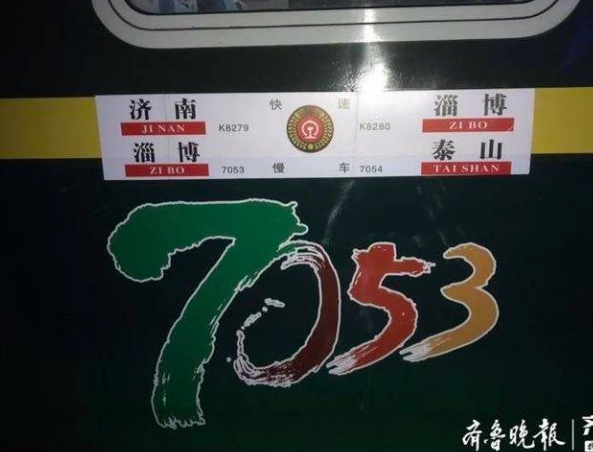 济南 快速 淄博
JI NAN K8279 K8280 ZI BO
淄博 慢车 泰山
ZI BO 7053 7054 TAI SHAN
7053
齐鲁晚报